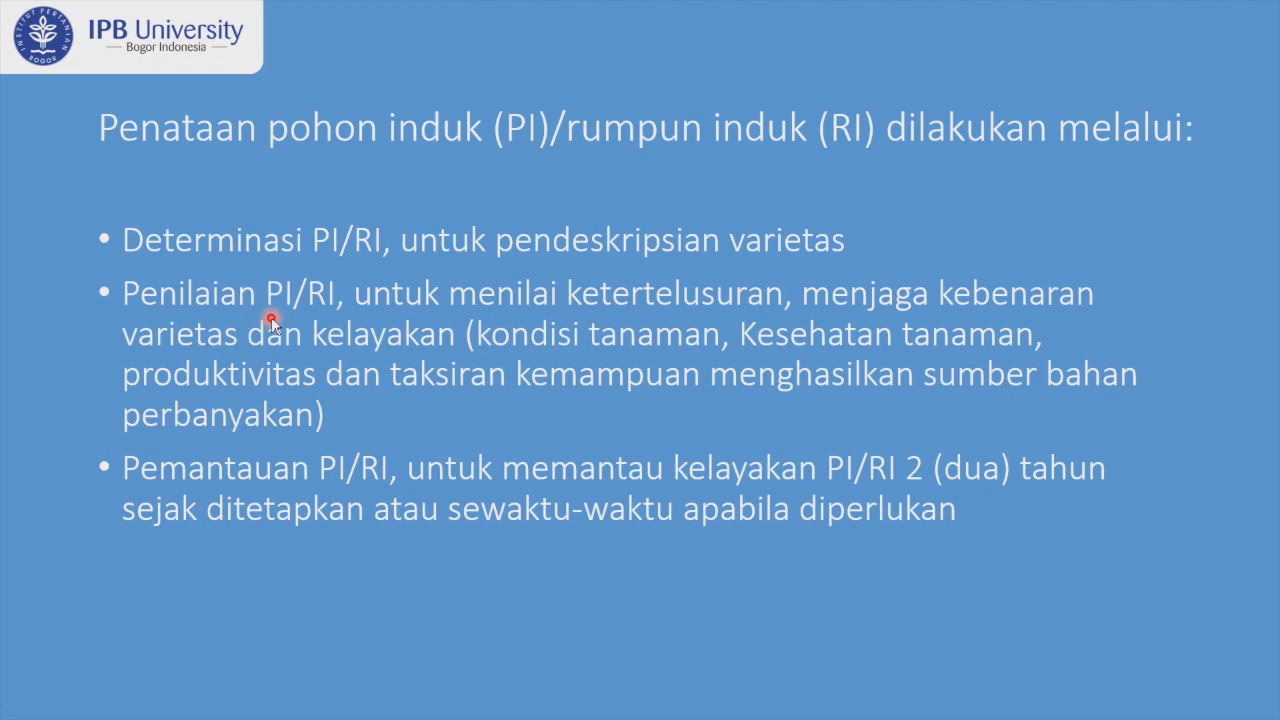 INSTITUT PERTANIAN
BOGOR
IPB University
Bogor Indonesia
Penataan pohon induk (PI)/rumpun induk (RI) dilakukan melalui:
• Determinasi PI/RI, untuk pendeskripsian varietas
• Penilaian PI/RI, untuk menilai ketertelusuran, menjaga kebenaran
varietas dan kelayakan (kondisi tanaman, Kesehatan tanaman,
produktivitas dan taksiran kemampuan menghasilkan sumber bahan
perbanyakan)
• Pemantauan PI/RI, untuk memantau kelayakan PI/RI 2 (dua) tahun
sejak ditetapkan atau sewaktu-waktu apabila diperlukan